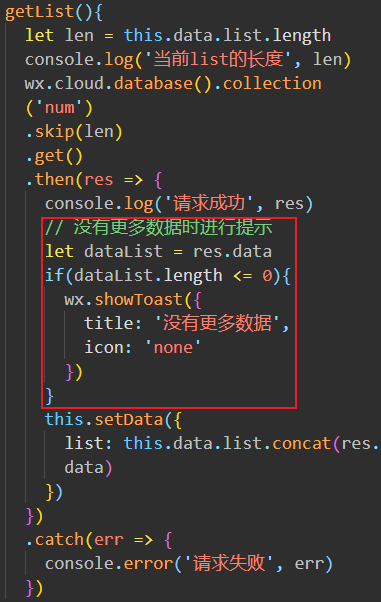 getList(){
let len = this.data.list.length
console.log('当前list的长度', len)
wx.cloud.database().collection
('num')
.skip(len)
.get()
.then(res => {
console.log('请求成功', res)
// 没有更多数据时进行提示
let dataList = res.data
if(dataList.length <= 0){
wx.showToast({
title: '没有更多数据',
icon: 'none'
})
}
this.setData({
list: this.data.list.concat(res.
data)
})
})
.catch(err => {
console.error('请求失败', err)
})